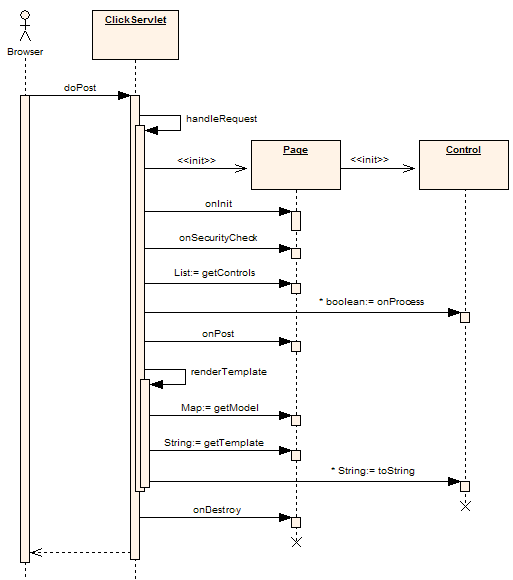 ClickServlet
Browser
doPost
handleRequest
<<init>>
Page
<<init>>
Control
onInit
onSecurityCheck
List:= getControls
* boolean:= onProcess
onPost
renderTemplate
Map:= getModel
String:= getTemplate
* String:= toString
onDestroy